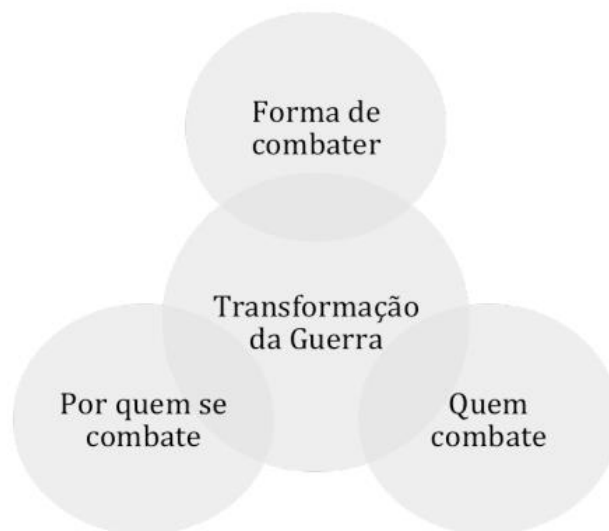 Forma de
combater
Transformação
da Guerra
Por quem se
combate
Quem
combate